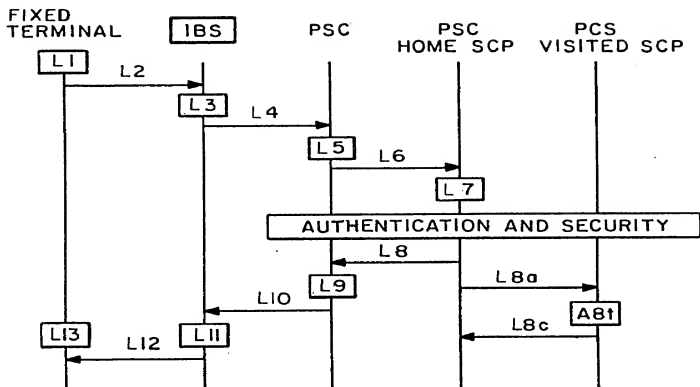 FIXED
TERMINAL
IBS
PSC
PSC
HOME SCP
PCS
VISITED SCP
L1
L2
L3
L4
L5
L6
L7
AUTHENTICATION AND SECURITY
L8
L9
L8a
L10
A8t
L8c
L13
L11
L12